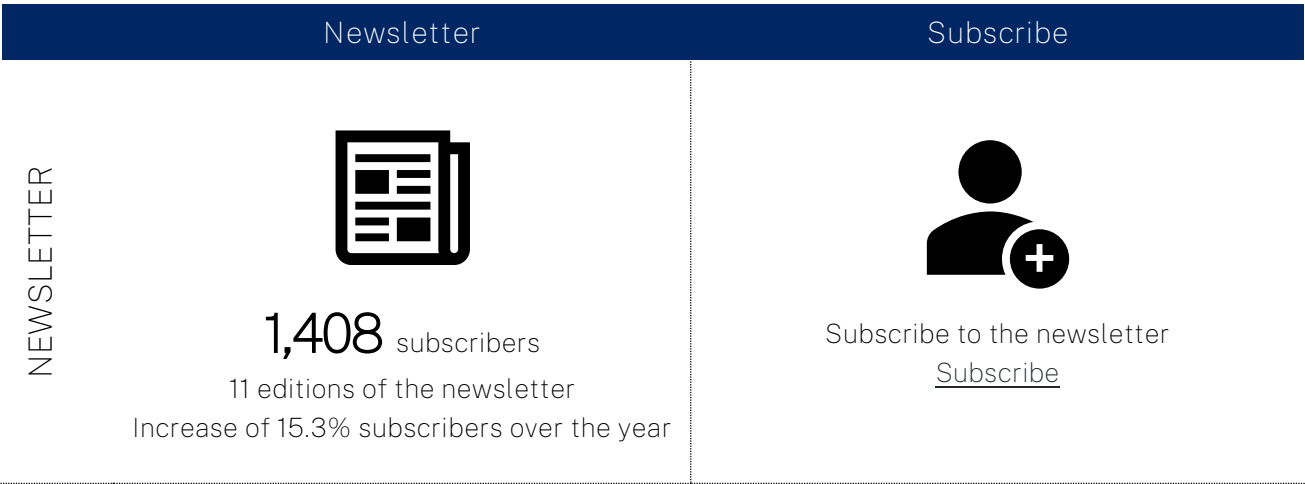 Newsletter
Subscribe
NEWSLETTER
1,408 subscribers
11 editions of the newsletter
Increase of 15.3% subscribers over the year
Subscribe to the newsletter
Subscribe